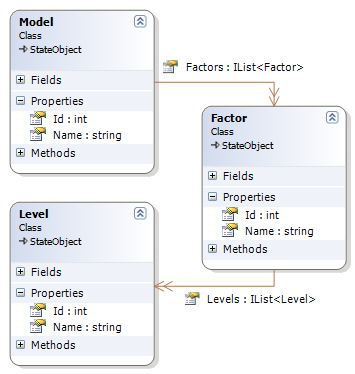 Model
Class
StateObject
Fields
Properties
Id : int
Name : string
Methods
Factors : IList<Factor>
Factor
Class
StateObject
Fields
Properties
Id : int
Name : string
Methods
Level
Class
StateObject
Fields
Properties
Id : int
Name : string
Methods
Levels : IList<Level>